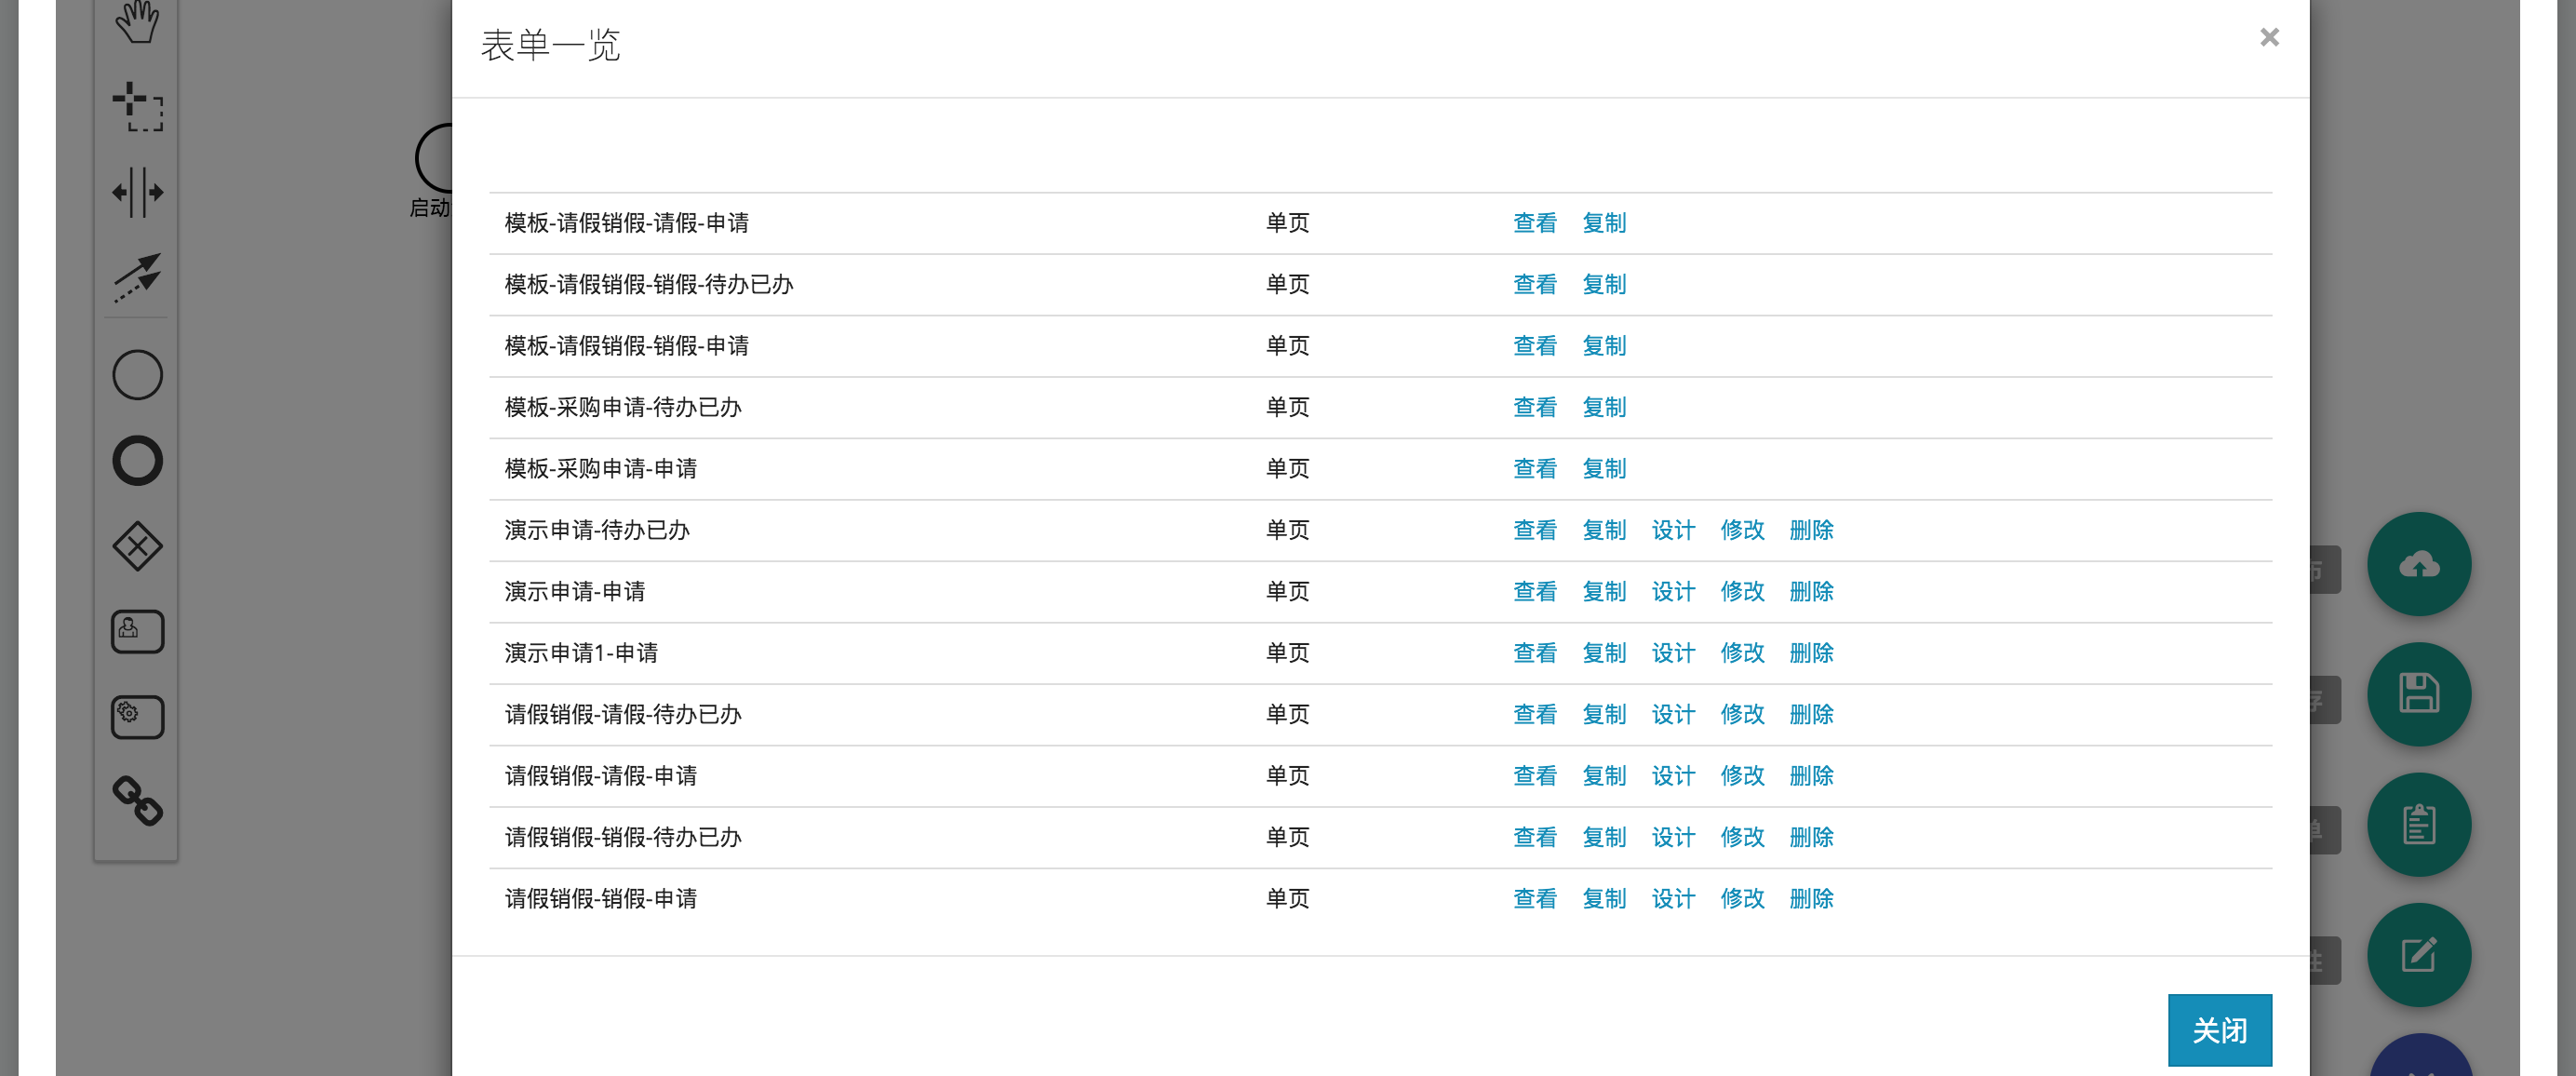 表单一览
×
启动
模板-请假销假-请假-申请 单页 查看 复制
模板-请假销假-销假-待办已办 单页 查看 复制
模板-请假销假-销假-申请 单页 查看 复制
模板-采购申请-待办已办 单页 查看 复制
模板-采购申请-申请 单页 查看 复制
演示申请-待办已办 单页 查看 复制 设计 修改 删除
演示申请-申请 单页 查看 复制 设计 修改 删除
演示申请1-申请 单页 查看 复制 设计 修改 删除
请假销假-请假-待办已办 单页 查看 复制 设计 修改 删除
请假销假-请假-申请 单页 查看 复制 设计 修改 删除
请假销假-销假-待办已办 单页 查看 复制 设计 修改 删除
请假销假-销假-申请 单页 查看 复制 设计 修改 删除
关闭